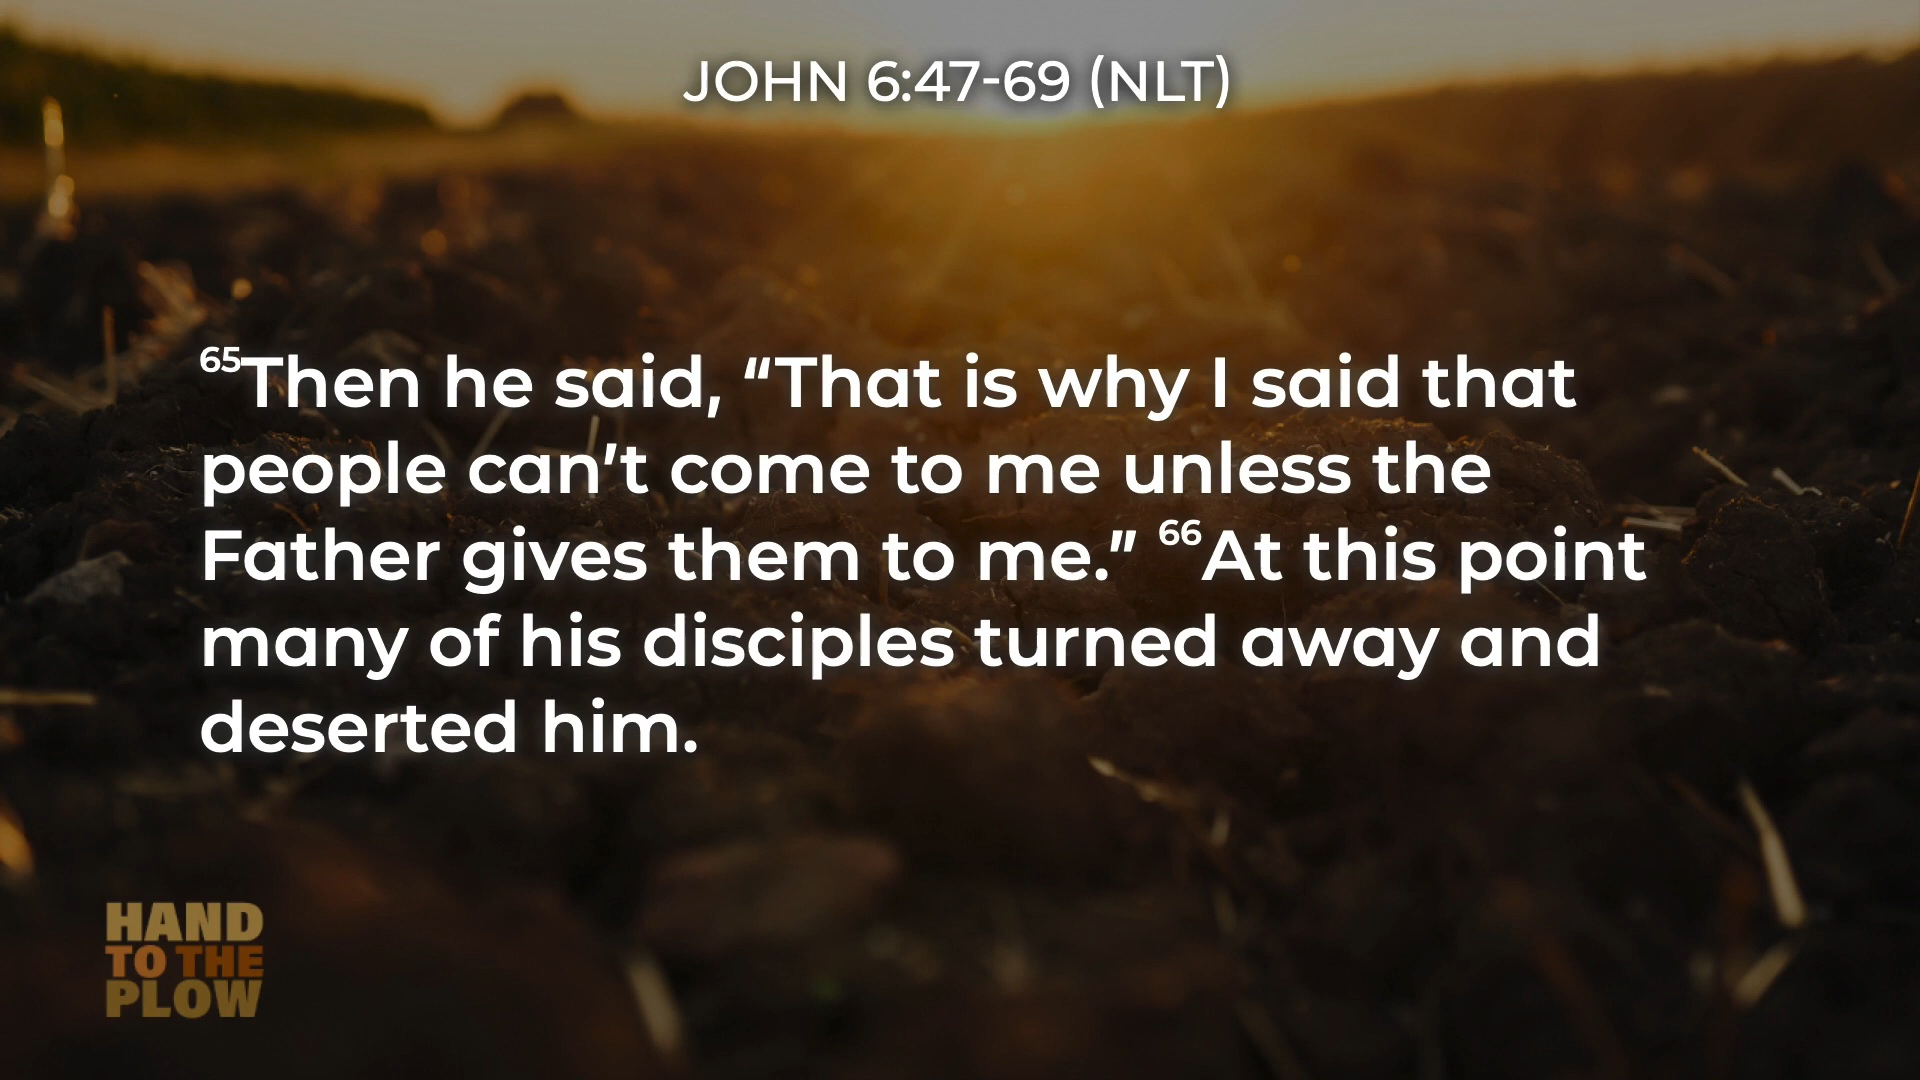 JOHN 6:47-69 (NLT)
65Then he said, “That is why I said that
people can’t come to me unless the
Father gives them to me.” 66At this point
many of his disciples turned away and
deserted him.
HAND
TO THE
PLOW